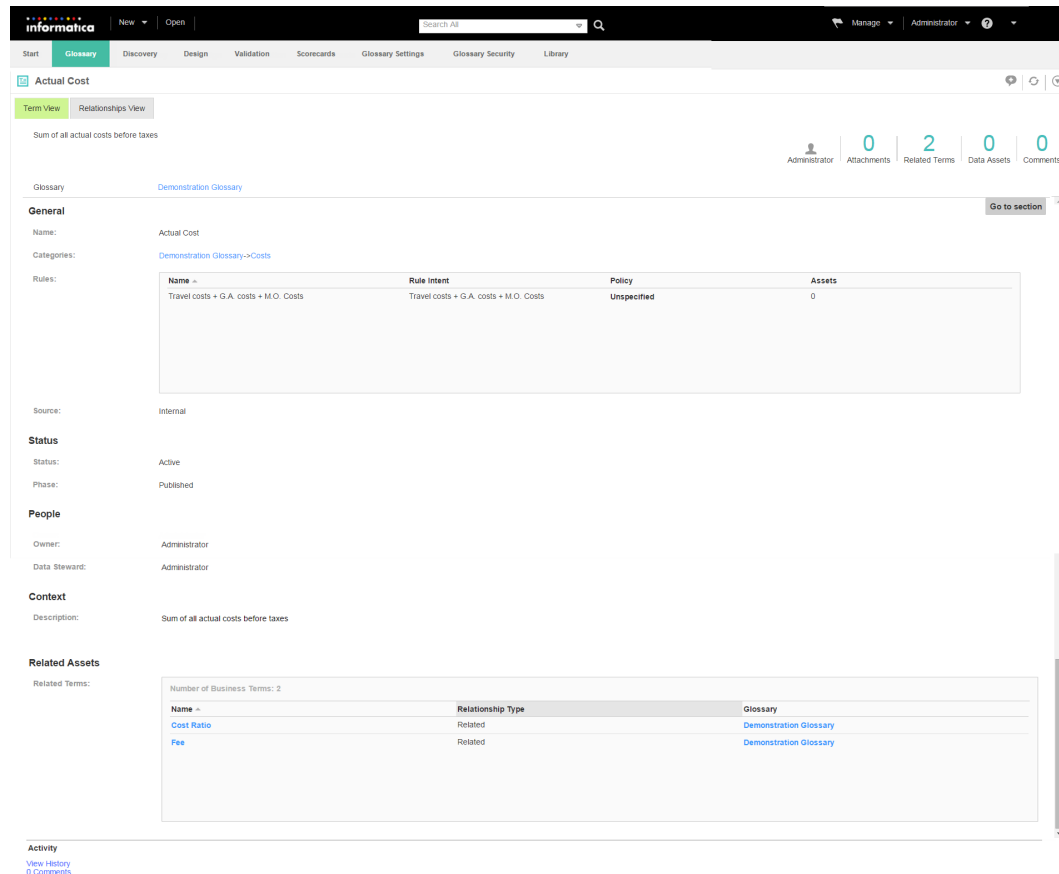 informatica New Open Search All Manage Administrator ?
Start Glossary Discovery Design Validation Scorecards Glossary Settings Glossary Security Library
Actual Cost
Term View Relationships View
Sum of all actual costs before taxes
0 2 0 0
Administrator Attachments Related Terms Data Assets Comments
Glossary Demonstration Glossary
Go to section
General
Name: Actual Cost
Categories: Demonstration Glossary->Costs
Rules:
Name Rule Intent Policy Assets
Travel costs + G.A. costs + M.O. Costs Travel costs + G.A. costs + M.O. Costs Unspecified 0
Source: Internal
Status
Status: Active
Phase: Published
People
Owner: Administrator
Data Steward: Administrator
Context
Description: Sum of all actual costs before taxes
Related Assets
Related Terms:
Number of Business Terms: 2
Name Relationship Type Glossary
Cost Ratio Related Demonstration Glossary
Fee Related Demonstration Glossary
Activity
View History
0 Comments